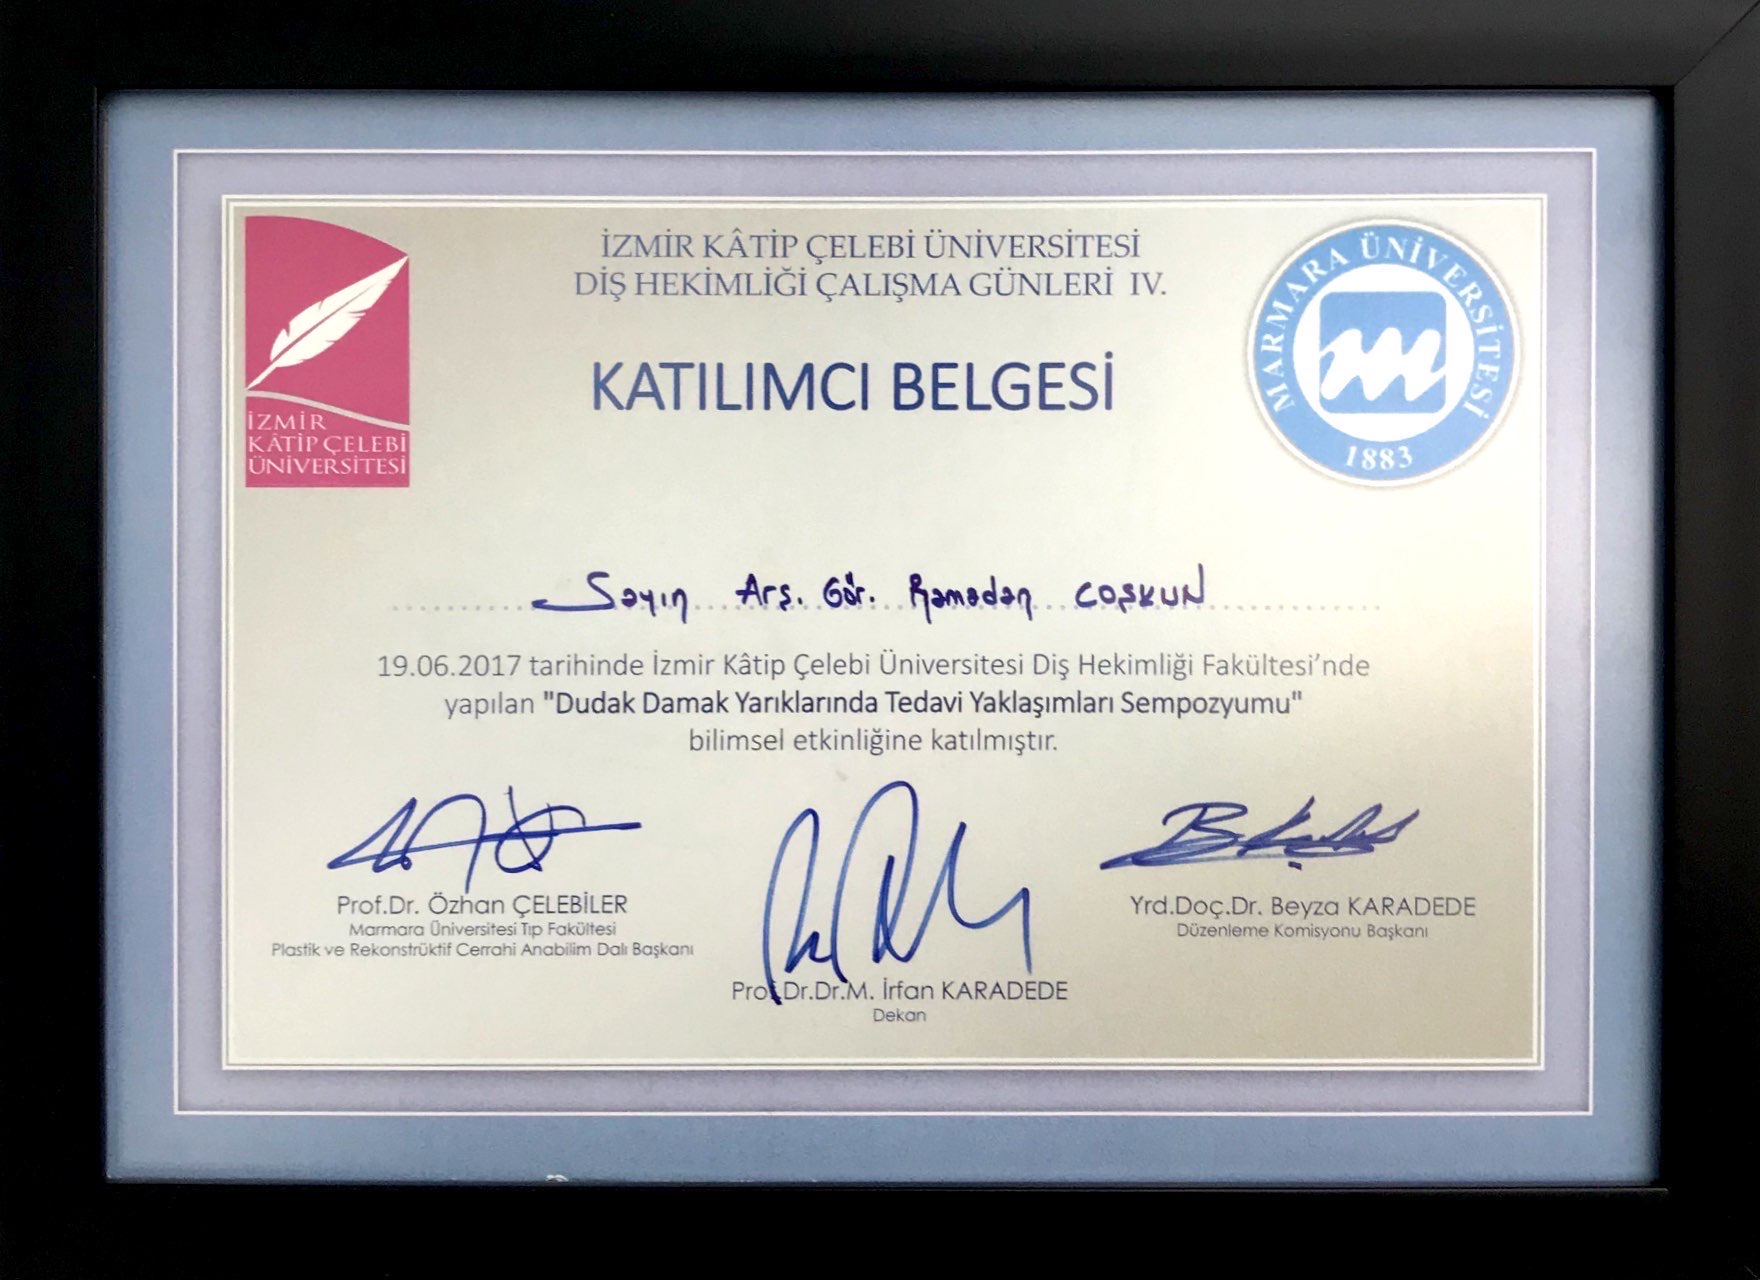 İZMİR KÂTİP ÇELEBİ ÜNİVERSİTESİ
DİŞ HEKİMLİĞİ ÇALIŞMA GÜNLERİ IV.
KATILIMCI BELGESİ
İZMİR
KÂTİP ÇELEBİ
ÜNİVERSİTESİ
MARMARA ÜNİVERSİTESİ
1883
Sayın Arş. Gör. Ramadan COŞKUN
19.06.2017 tarihinde İzmir Kâtip Çelebi Üniversitesi Diş Hekimliği Fakültesi'nde
yapılan "Dudak Damak Yarıklarında Tedavi Yaklaşımları Sempozyumu"
bilimsel etkinliğine katılmıştır.
Prof.Dr. Özhan ÇELEBİLER
Marmara Üniversitesi Tıp Fakültesi
Plastik ve Rekonstrüktif Cerrahi Anabilim Dalı Başkanı
Prof.Dr.Dr.M. İrfan KARADEDE
Dekan
Yrd.Doç.Dr. Beyza KARADEDE
Düzenleme Komisyonu Başkanı